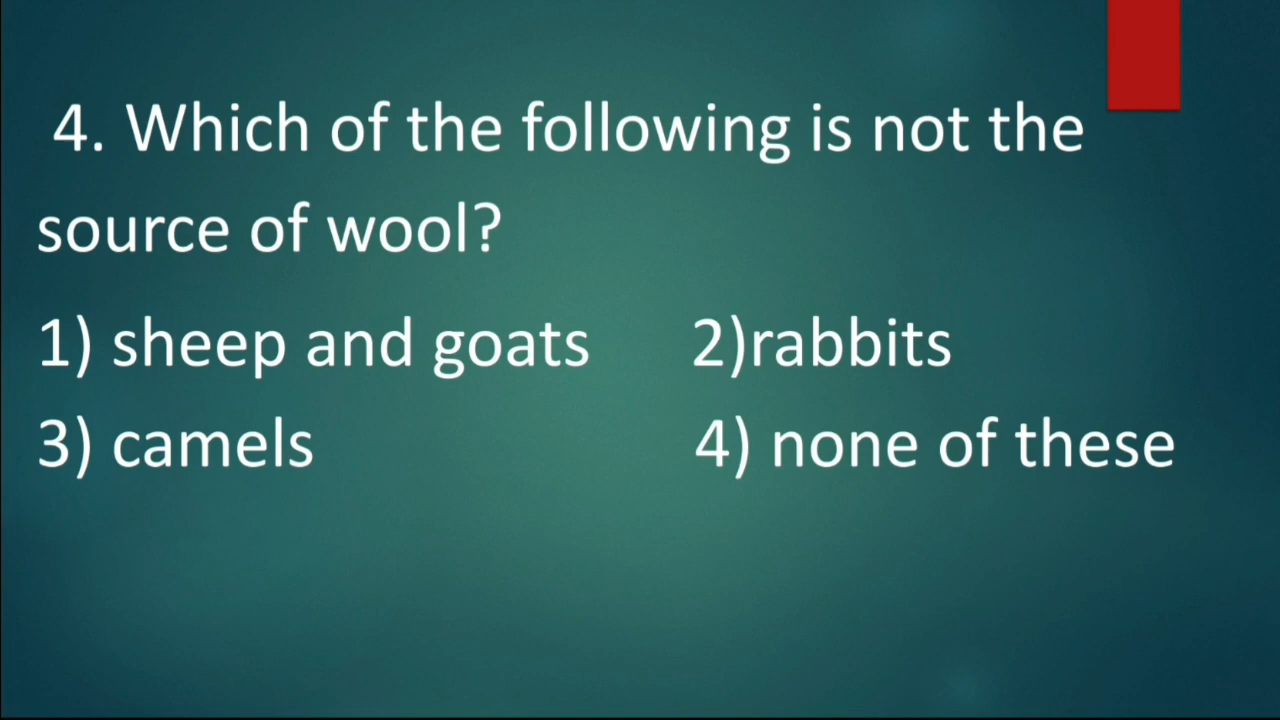 4. Which of the following is not the
source of wool?
1) sheep and goats 2)rabbits
3) camels 4) none of these